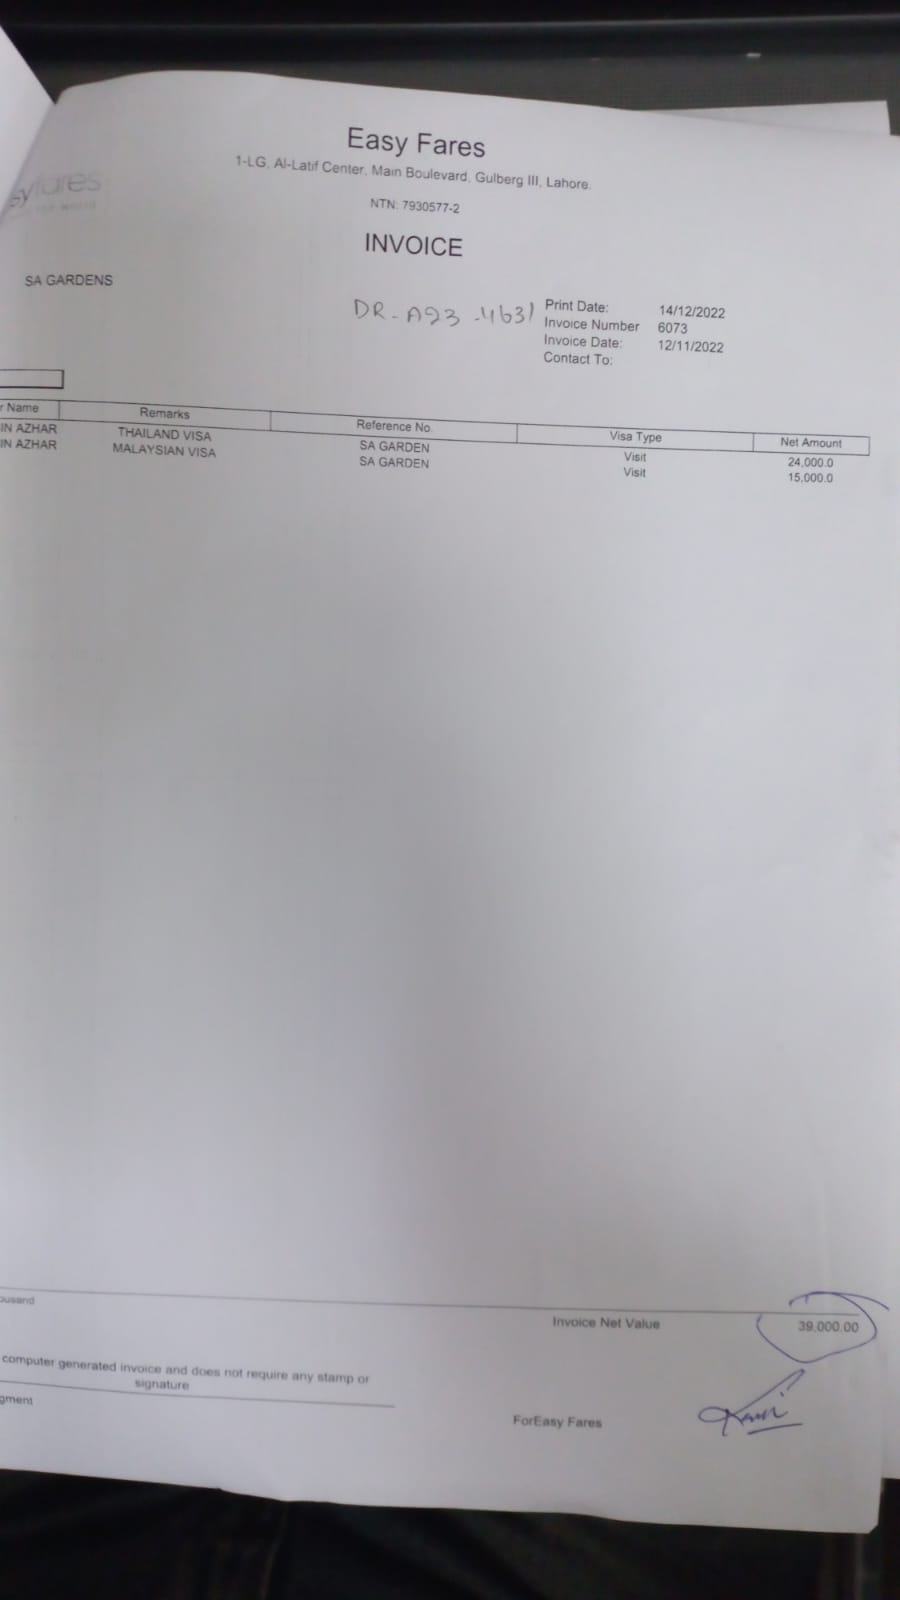 Easy Fares
1-LG, Al-Latif Center, Main Boulevard, Gulberg III, Lahore.
yfares
NTN: 7930577-2
INVOICE
SA GARDENS
DR-A23-4631
Print Date: 14/12/2022
Invoice Number 6073
Invoice Date: 12/11/2022
Contact To:
r Name Remarks Reference No. Visa Type Net Amount
IN AZHAR THAILAND VISA SA GARDEN Visit 24,000.0
IN AZHAR MALAYSIAN VISA SA GARDEN Visit 15,000.0
ousand
Invoice Net Value 39,000.00
computer generated invoice and does not require any stamp or
signature
gment
ForEasy Fares